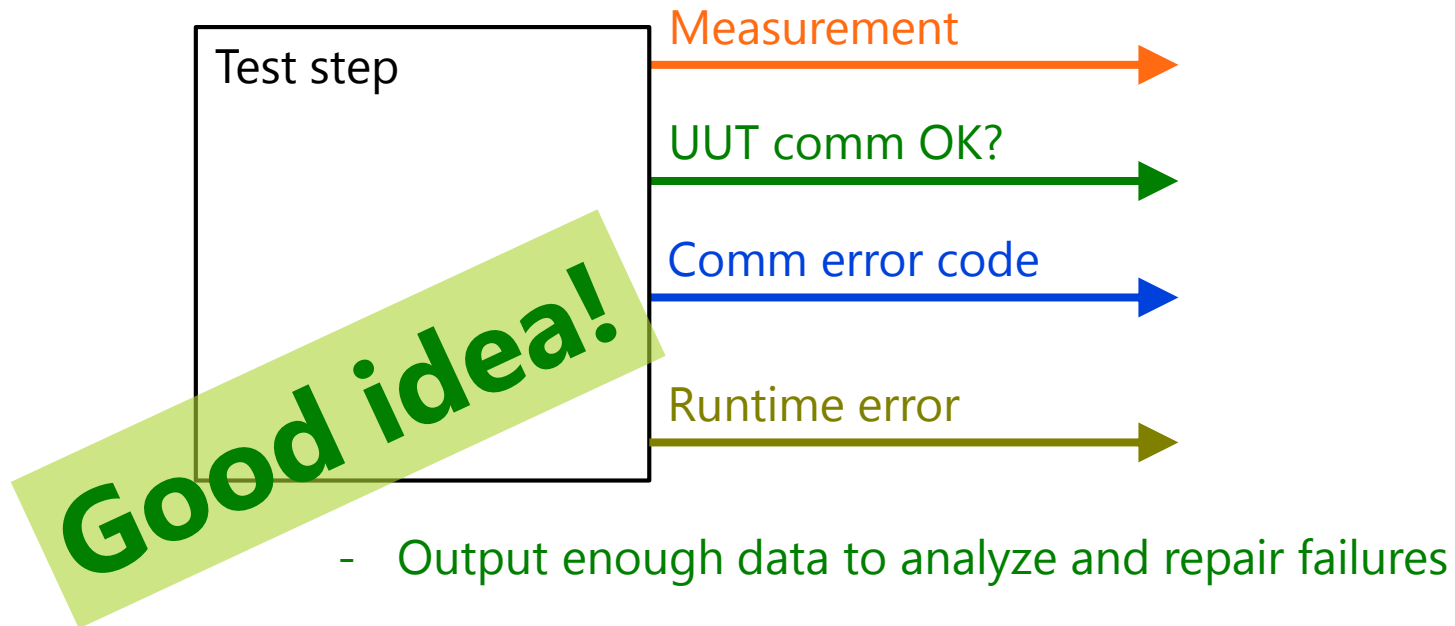 Measurement
Test step
UUT comm OK?
Comm error code
Good idea!
Runtime error
- Output enough data to analyze and repair failures